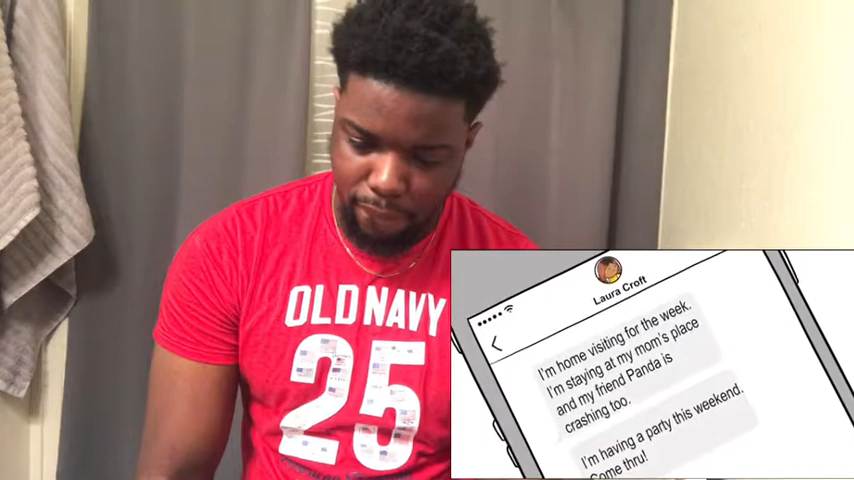 OLD NAVY
25
Laura Croft
I'm home visiting for the week.
I'm staying at my mom's place
and my friend Panda is
crashing too.
I'm having a party this weekend.
Come thru!